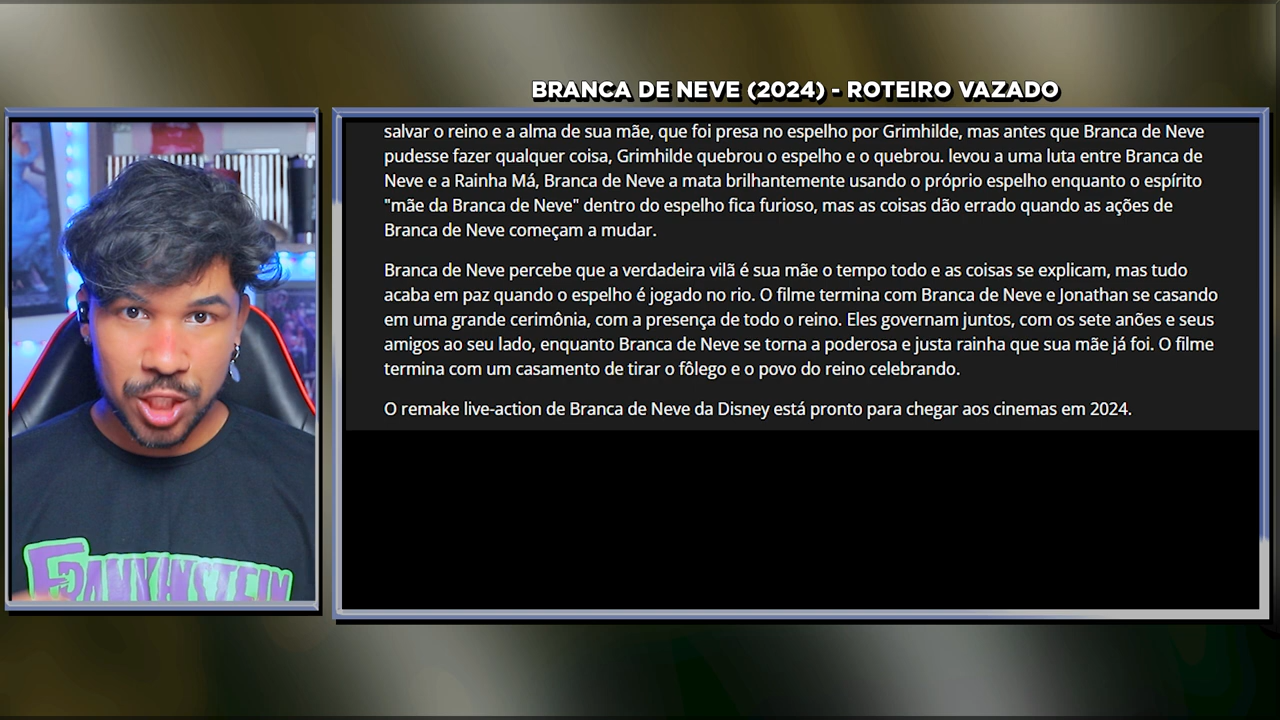 BRANCA DE NEVE (2024) - ROTEIRO VAZADO
salvar o reino e a alma de sua mãe, que foi presa no espelho por Grimhilde, mas antes que Branca de Neve
pudesse fazer qualquer coisa, Grimhilde quebrou o espelho e o quebrou. levou a uma luta entre Branca de
Neve e a Rainha Má, Branca de Neve a mata brilhantemente usando o próprio espelho enquanto o espírito
"mãe da Branca de Neve" dentro do espelho fica furioso, mas as coisas dão errado quando as ações de
Branca de Neve começam a mudar.
Branca de Neve percebe que a verdadeira vilã é sua mãe o tempo todo e as coisas se explicam, mas tudo
acaba em paz quando o espelho é jogado no rio. O filme termina com Branca de Neve e Jonathan se casando
em uma grande cerimônia, com a presença de todo o reino. Eles governam juntos, com os sete anões e seus
amigos ao seu lado, enquanto Branca de Neve se torna a poderosa e justa rainha que sua mãe já foi. O filme
termina com um casamento de tirar o fôlego e o povo do reino celebrando.
O remake live-action de Branca de Neve da Disney está pronto para chegar aos cinemas em 2024.
FRANKENSTEIN